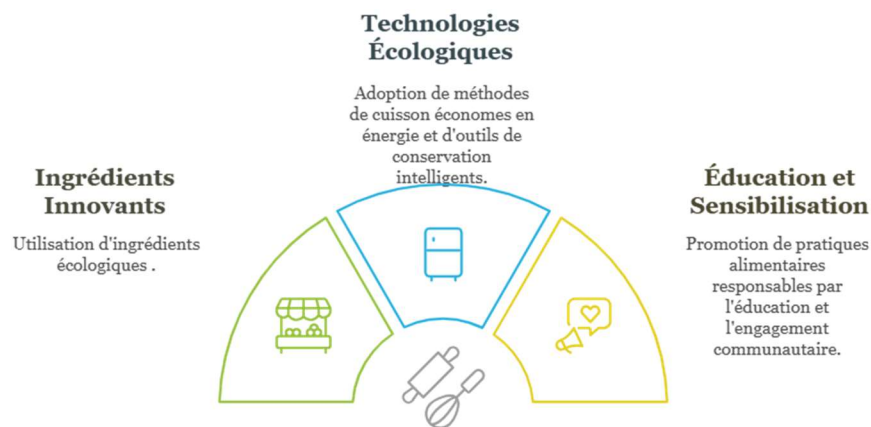 Technologies
Écologiques
Adoption de méthodes
de cuisson économes en
énergie et d'outils de
conservation
intelligents.
Ingrédients
Innovants
Utilisation d'ingrédients
écologiques .
Éducation et
Sensibilisation
Promotion de pratiques
alimentaires
responsables par
l'éducation et
l'engagement
communautaire.